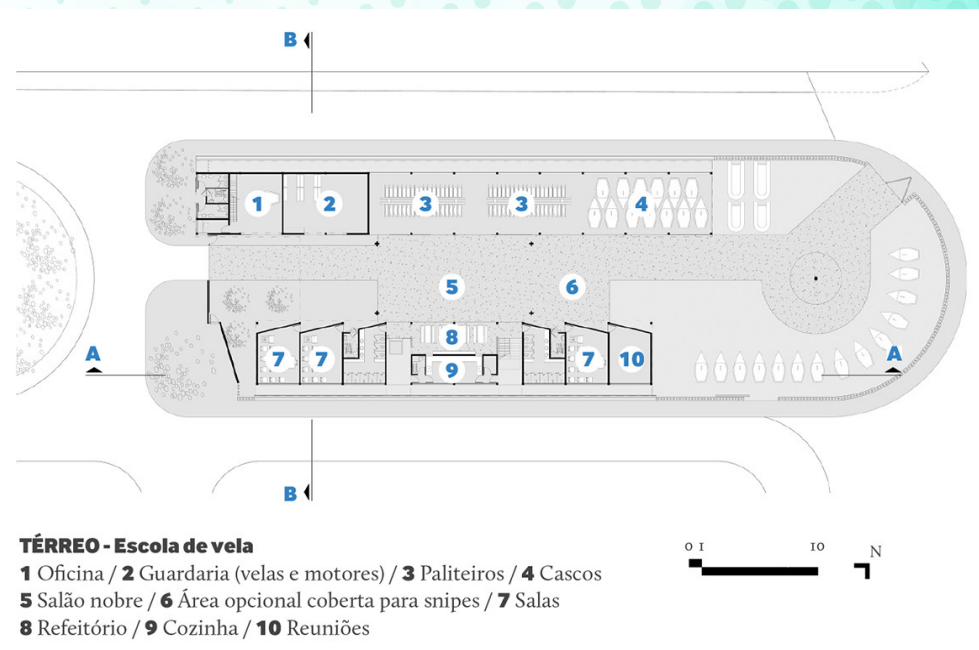 B
1 2 3 3 4
5 6
A A
8
7 7 7 10
9
B
TÉRREO - Escola de vela
0 1 10 N
1 Oficina / 2 Guardaria (velas e motores) / 3 Paliteiros / 4 Cascos
5 Salão nobre / 6 Área opcional coberta para snipes / 7 Salas
8 Refeitório / 9 Cozinha / 10 Reuniões